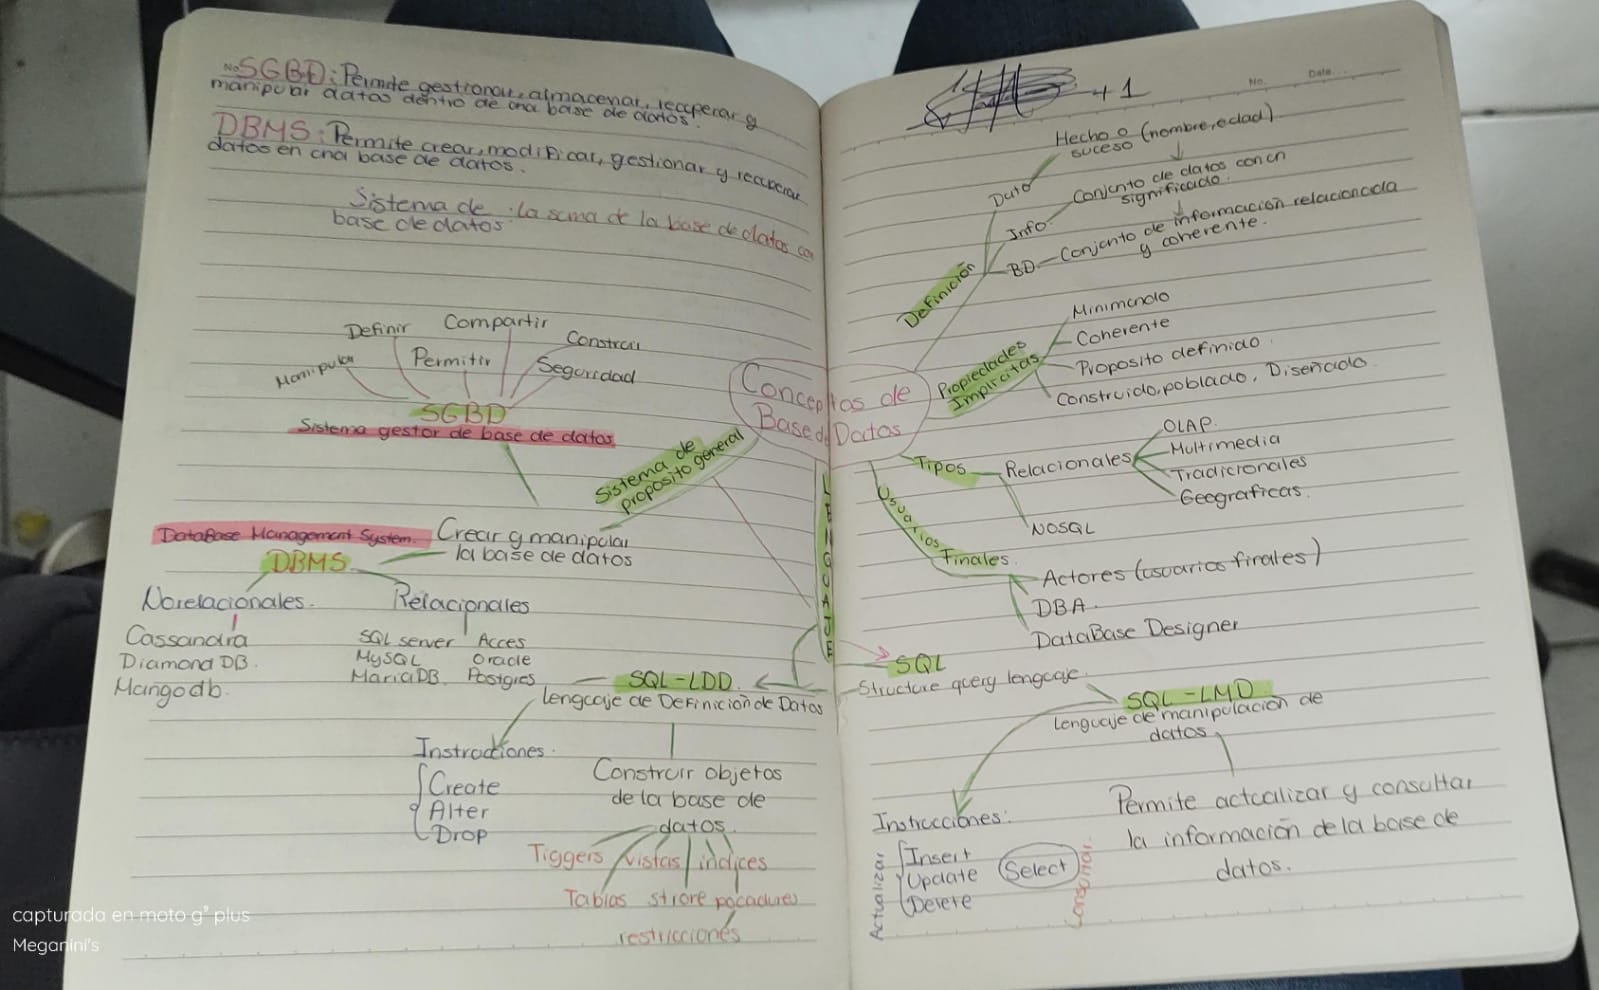 No.
SGBD: Permite gestionar, almacenar, recuperar y
manipular datos dentro de una base de datos.
DBMS: Permite crear, modificar, gestionar y recuperar
datos en una base de datos.
Sistema de : la suma de la base de datos con
base de datos
Definir
Compartir
Construir
Manipular
Permitir
Seguridad
SGBD
Sistema gestor de base de datos
Sistema de
proposito general
DataBase Management System.
Crear y manipular
la base de datos
DBMS
Norelacionales.
Relacionales
Cassandra
Diamond DB.
Mangodb.
SQL server
MySQL
MariaDB.
Acces
Oracle
Postgres
SQL-LDD.
Lenguaje de Definición de Datos
Instrucciones.
Create
Alter
Drop
Construir objetos
de la base de
datos.
Tiggers vistas indices
Tablas strore pocadures
restricciones
Conceptos de
Base de Datos
LENGUAJE
No. Date.
+1
Definición
Dato
Hecho o (nombre, edad)
suceso
Info
Conjunto de datos con un
significado.
BD
Conjunto de información relacionada
y coherente.
Propiedades
Implicitas
Minimundo
Coherente
Proposito definido.
Construido, poblado, Diseñado.
Tipos
Relacionales
OLAP.
Multimedia
Tradicionales
Geograficas.
NOSQL
Usuarios
Finales.
Actores (usuarios finales)
DBA.
DataBase Designer
SQL
Structure query lenguaje.
SQL-LMD
Lenguaje de manipulación de
datos.
Instrucciones:
Actualizar
Insert
Update
Delete
Select
Consultar
Permite actualizar y consultar
la información de la base de
datos.
capturada en moto g⁹ plus
Meganini's